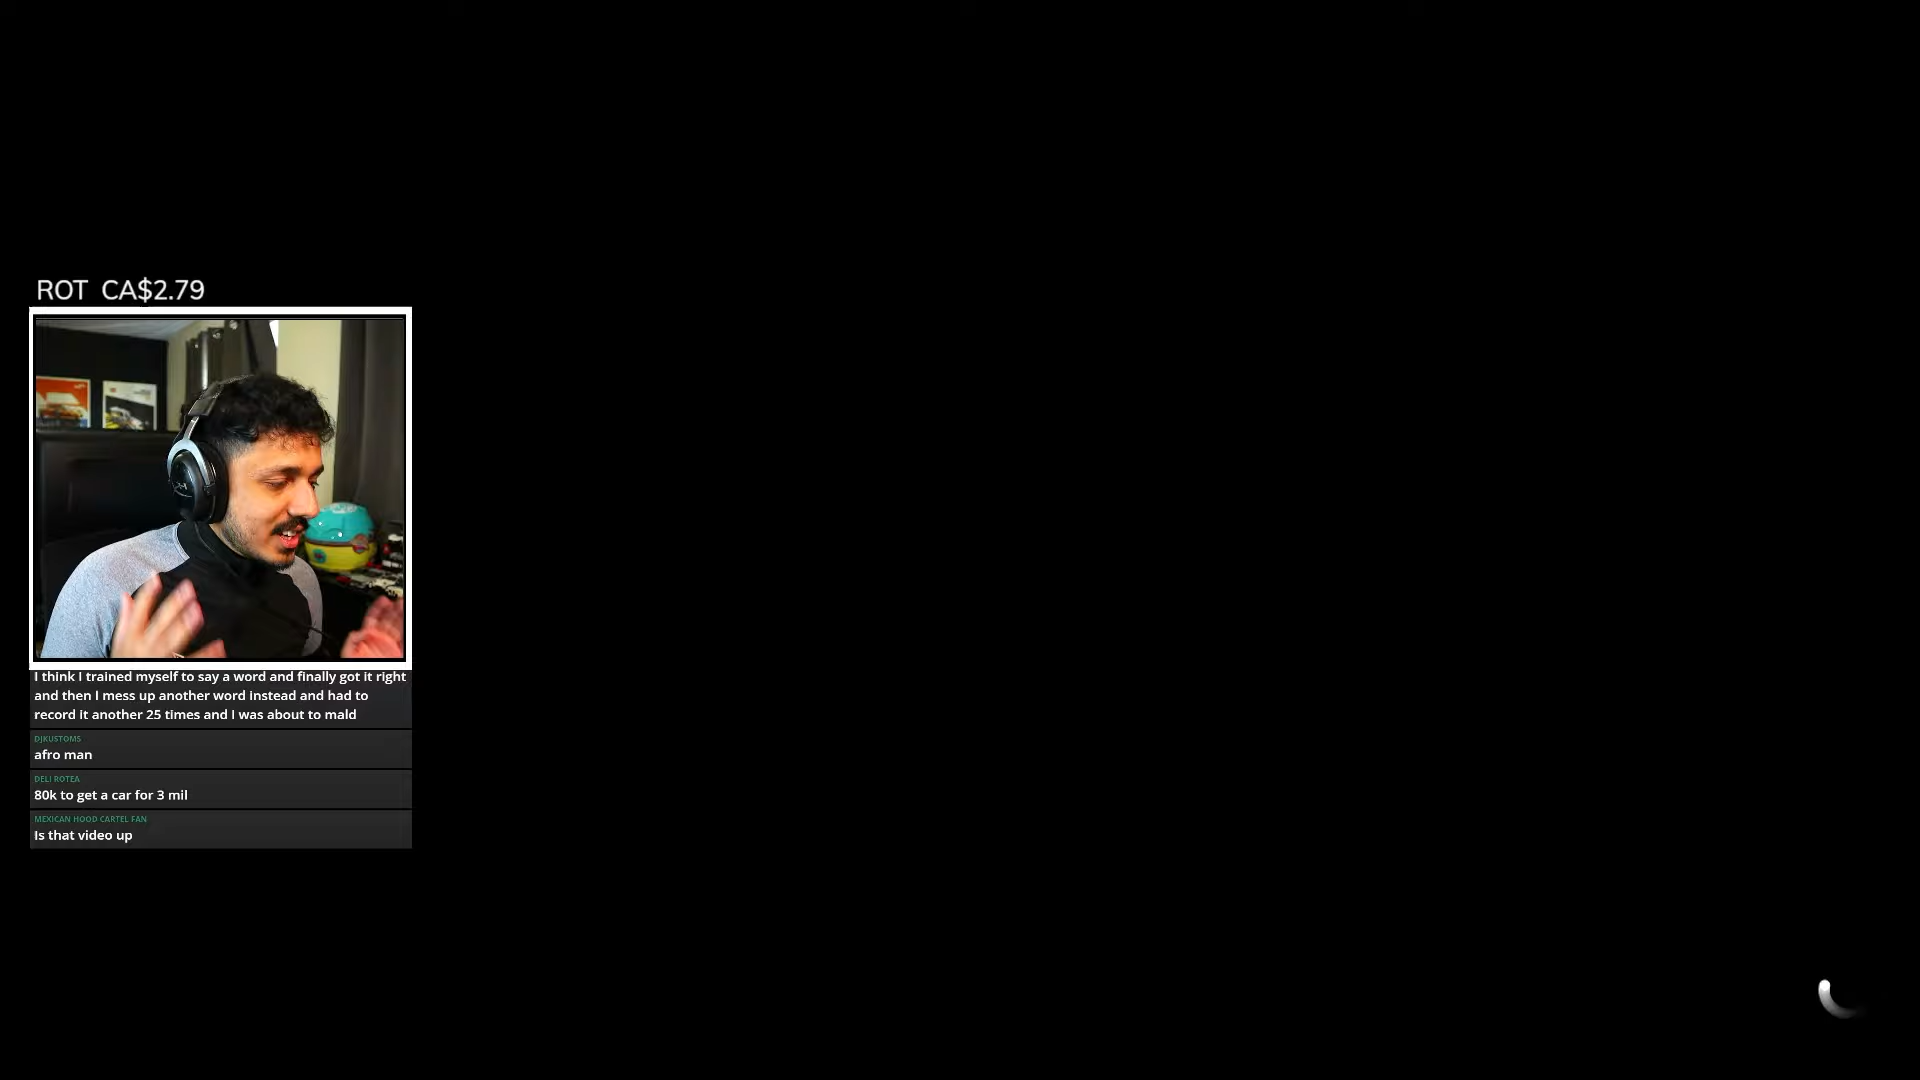 ROT CA$2.79
I think I trained myself to say a word and finally got it right
and then I mess up another word instead and had to
record it another 25 times and I was about to mald
DJKUSTOMS
afro man
DELI ROTEA
80k to get a car for 3 mil
MEXICAN HOOD CARTEL FAN
Is that video up